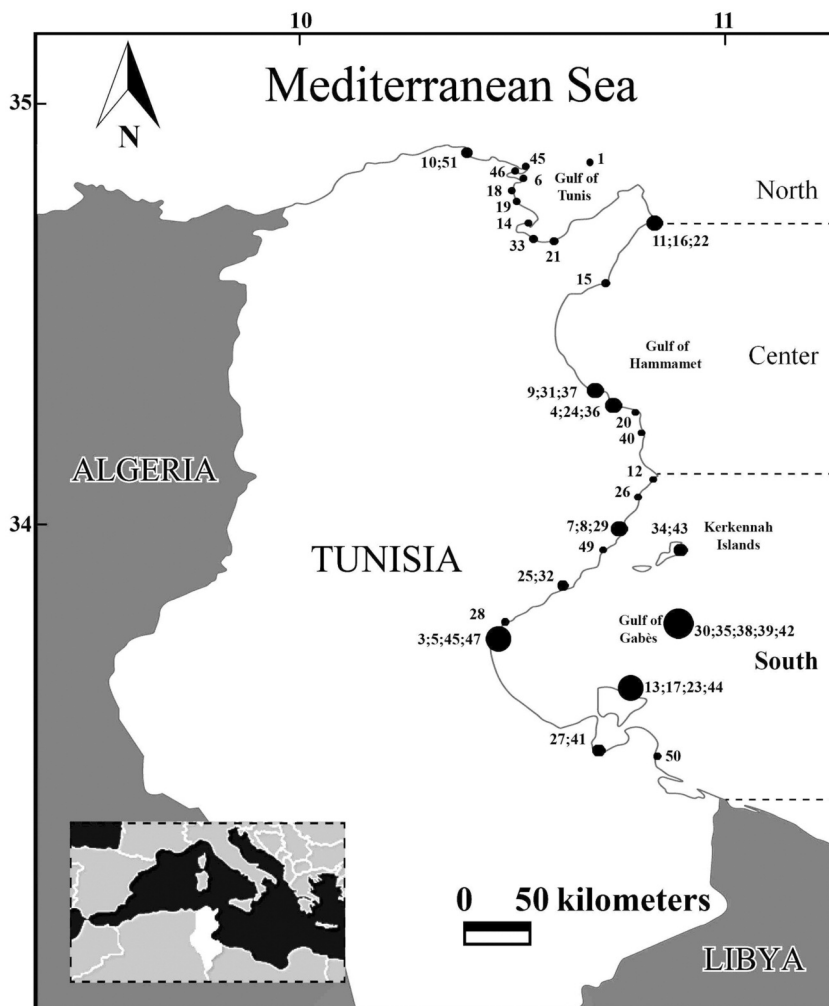 10
11
Mediterranean Sea
35
N
10;51
45
1
46
6
Gulf of
Tunis
18
North
19
14
33
21
11;16;22
15
Gulf of
Hammamet
Center
9;31;37
4;24;36
20
40
ALGERIA
12
26
34
7;8;29
34;43
Kerkennah
Islands
49
TUNISIA
25;32
28
Gulf of
Gabès
30;35;38;39;42
3;5;45;47
South
13;17;23;44
27;41
50
0 50 kilometers
LIBYA